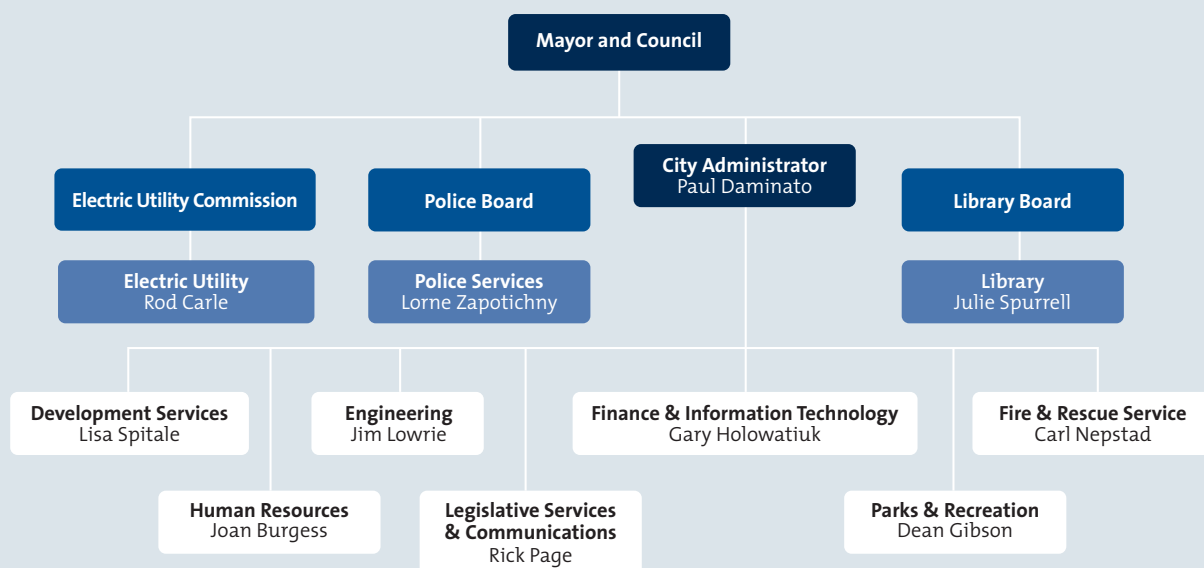 Mayor and Council
City Administrator
Paul Daminato
Electric Utility Commission
Police Board
Library Board
Electric Utility
Rod Carle
Police Services
Lorne Zapotichny
Library
Julie Spurrell
Development Services
Lisa Spitale
Engineering
Jim Lowrie
Finance & Information Technology
Gary Holowatiuk
Fire & Rescue Service
Carl Nepstad
Human Resources
Joan Burgess
Legislative Services
& Communications
Rick Page
Parks & Recreation
Dean Gibson